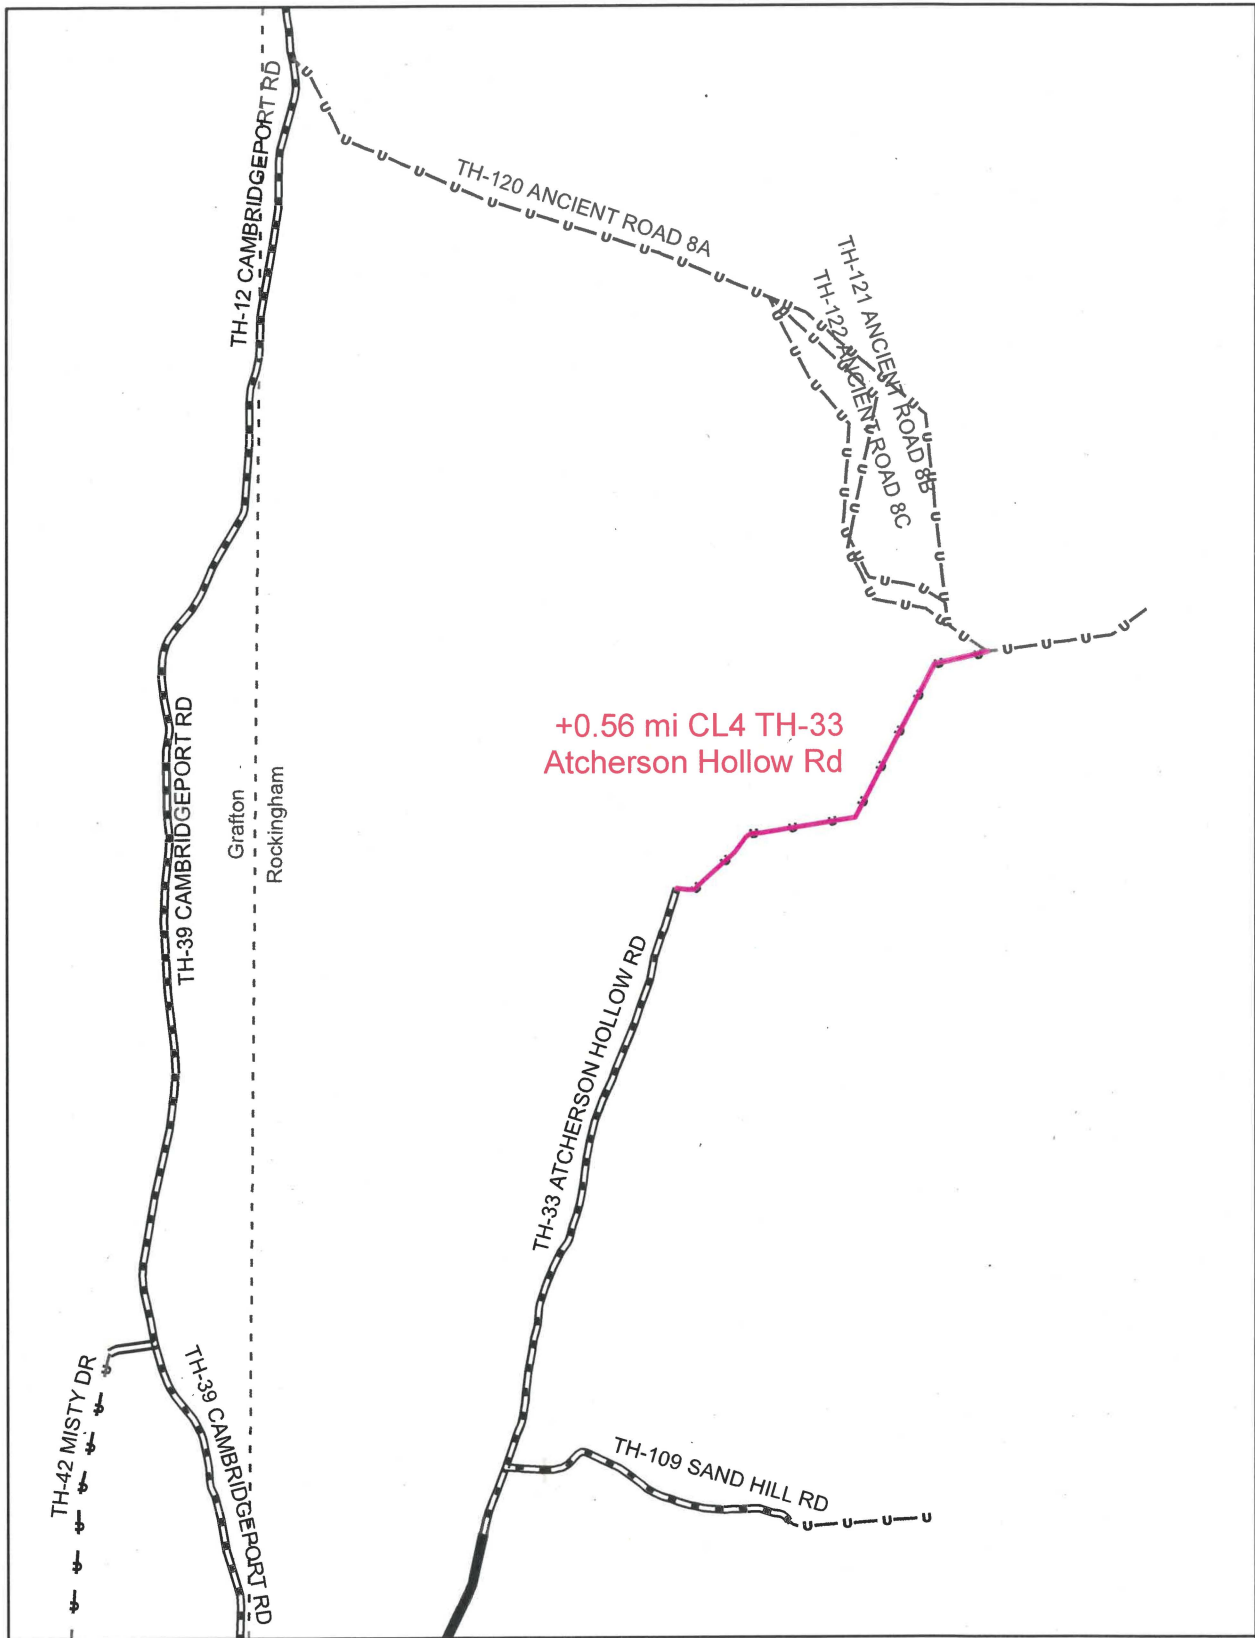 TH-12 CAMBRIDGEPORT RD
TH-120 ANCIENT ROAD 8A
TH-121 ANCIENT ROAD 8B
TH-122 ANCIENT ROAD 8C
+0.56 mi CL4 TH-33
Atcherson Hollow Rd
TH-39 CAMBRIDGEPORT RD
Grafton
Rockingham
TH-33 ATCHERSON HOLLOW RD
TH-42 MISTY DR
TH-39 CAMBRIDGEPORT RD
TH-109 SAND HILL RD